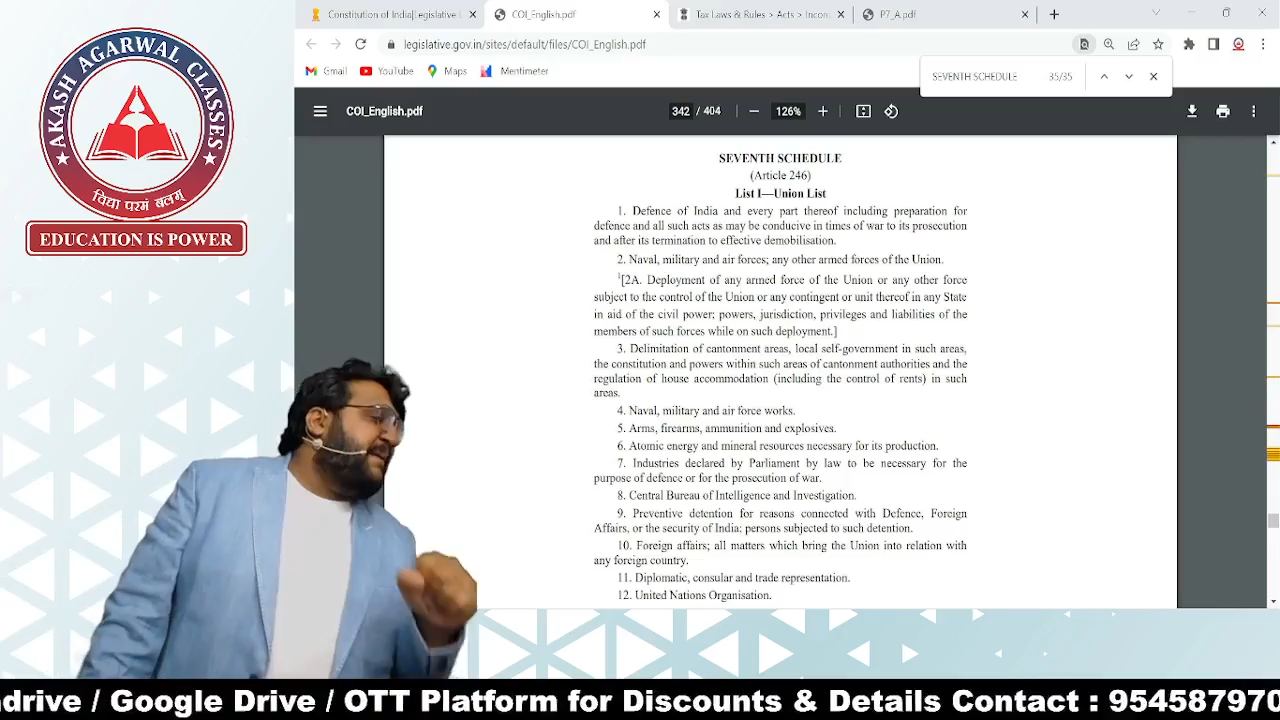 AKASH AGARWAL CLASSES
विद्या परमं बलम्
EDUCATION IS POWER
Constitution of India|Legislative
COI_English.pdf
Tax Laws & Rules > Acts > Incom
P7_A.pdf
legislative.gov.in/sites/default/files/COI_English.pdf
Gmail
YouTube
Maps
Mentimeter
SEVENTH SCHEDULE 35/35
COI_English.pdf
342 / 404
126%
SEVENTH SCHEDULE
(Article 246)
List I—Union List
1. Defence of India and every part thereof including preparation for
defence and all such acts as may be conducive in times of war to its prosecution
and after its termination to effective demobilisation.
2. Naval, military and air forces; any other armed forces of the Union.
1[2A. Deployment of any armed force of the Union or any other force
subject to the control of the Union or any contingent or unit thereof in any State
in aid of the civil power; powers, jurisdiction, privileges and liabilities of the
members of such forces while on such deployment.]
3. Delimitation of cantonment areas, local self-government in such areas,
the constitution and powers within such areas of cantonment authorities and the
regulation of house accommodation (including the control of rents) in such
areas.
4. Naval, military and air force works.
5. Arms, firearms, ammunition and explosives.
6. Atomic energy and mineral resources necessary for its production.
7. Industries declared by Parliament by law to be necessary for the
purpose of defence or for the prosecution of war.
8. Central Bureau of Intelligence and Investigation.
9. Preventive detention for reasons connected with Defence, Foreign
Affairs, or the security of India; persons subjected to such detention.
10. Foreign affairs; all matters which bring the Union into relation with
any foreign country.
11. Diplomatic, consular and trade representation.
12. United Nations Organisation.
drive / Google Drive / OTT Platform for Discounts & Details Contact : 954587970